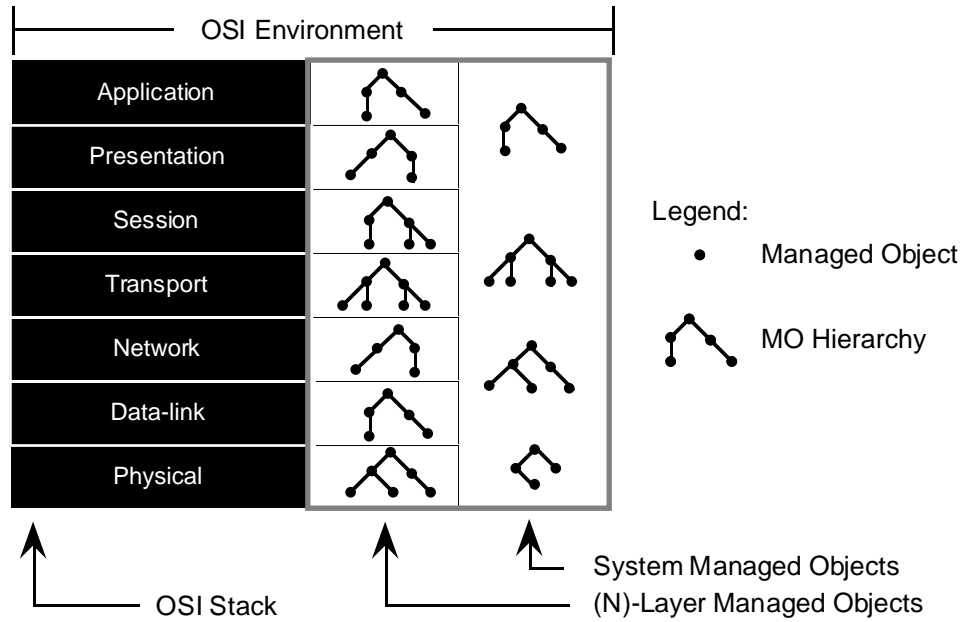 OSI Environment
Application
Presentation
Session
Transport
Network
Data-link
Physical
Legend:
Managed Object
MO Hierarchy
System Managed Objects
(N)-Layer Managed Objects
OSI Stack